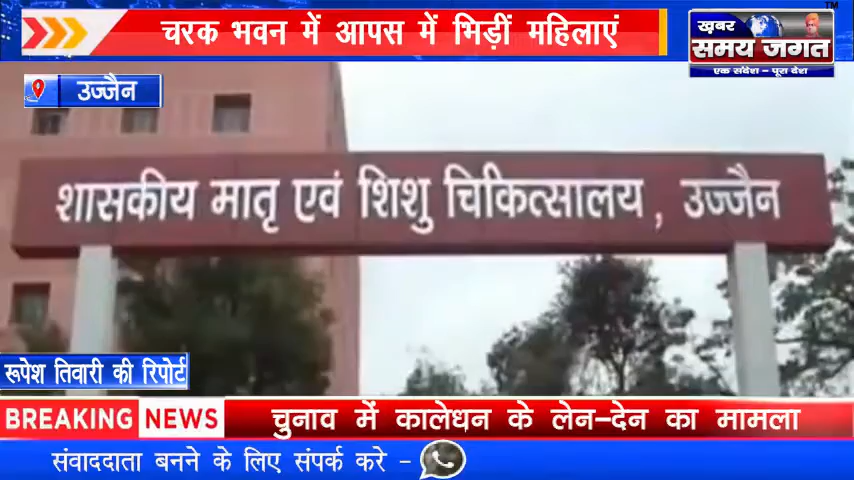 चरक भवन में आपस में भिड़ीं महिलाएं
ख़बर
समय जगत
TM
एक संदेश - पूरा देश
उज्जैन
शासकीय मातृ एवं शिशु चिकित्सालय, उज्जैन
रूपेश तिवारी की रिपोर्ट
BREAKING NEWS
चुनाव में कालेधन के लेन-देन का मामला
संवाददाता बनने के लिए संपर्क करे -